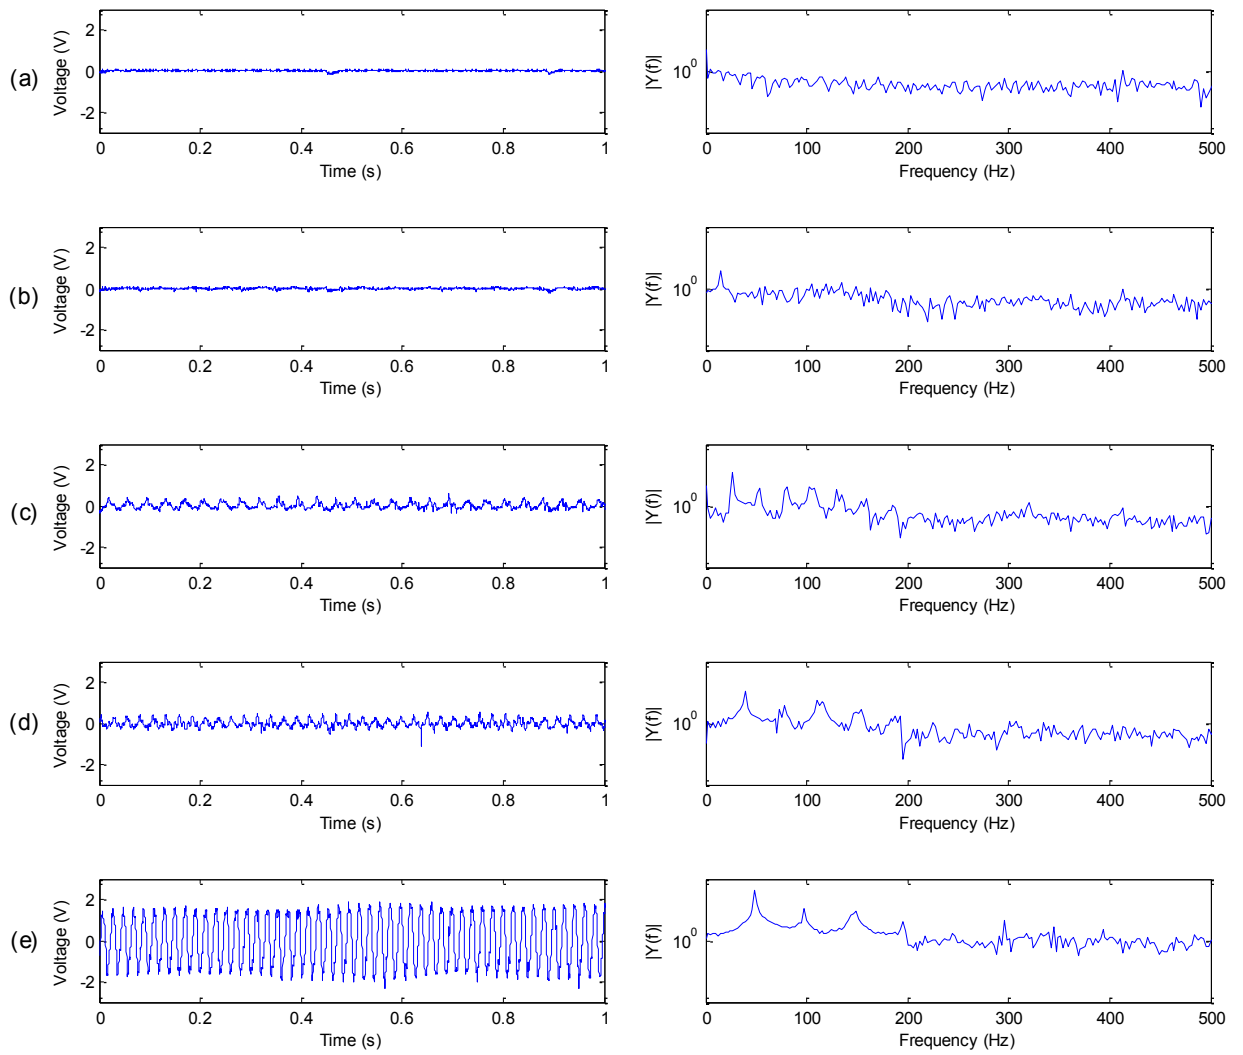 (a)
Voltage (V)
2
0
-2
0 0.2 0.4 0.6 0.8 1
Time (s)
|Y(f)|
10^0
0 100 200 300 400 500
Frequency (Hz)
(b)
Voltage (V)
2
0
-2
0 0.2 0.4 0.6 0.8 1
Time (s)
|Y(f)|
10^0
0 100 200 300 400 500
Frequency (Hz)
(c)
Voltage (V)
2
0
-2
0 0.2 0.4 0.6 0.8 1
Time (s)
|Y(f)|
10^0
0 100 200 300 400 500
Frequency (Hz)
(d)
Voltage (V)
2
0
-2
0 0.2 0.4 0.6 0.8 1
Time (s)
|Y(f)|
10^0
0 100 200 300 400 500
Frequency (Hz)
(e)
Voltage (V)
2
0
-2
0 0.2 0.4 0.6 0.8 1
Time (s)
|Y(f)|
10^0
0 100 200 300 400 500
Frequency (Hz)